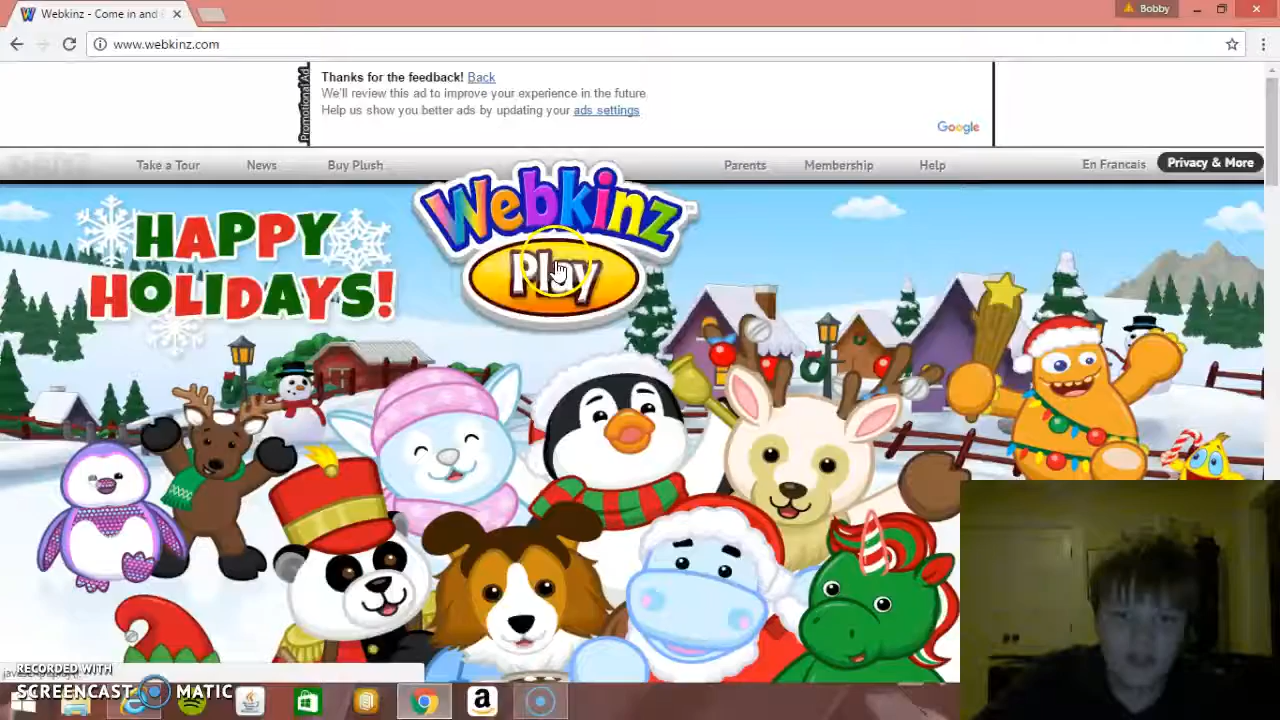 Webkinz - Come in and
Bobby
www.webkinz.com
Promotional Ad
Thanks for the feedback! Back
We'll review this ad to improve your experience in the future
Help us show you better ads by updating your ads settings
Google
Take a Tour
News
Buy Plush
Parents
Membership
Help
En Francais
Privacy & More
Webkinz
Play
HAPPY
HOLIDAYS!
RECORDED WITH
SCREENCAST MATIC